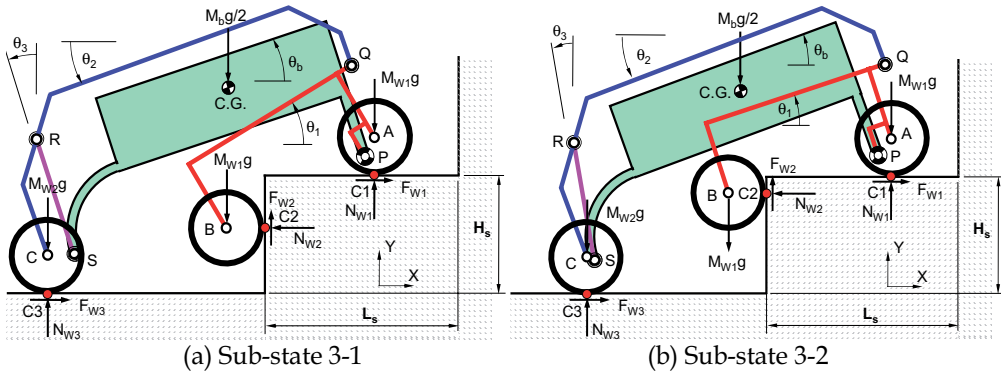 θ3
θ2
Mbg/2
θb
Q
MW1g
C.G.
θ1
A
P
R
MW1g
C1
FW1
MW2g
FW2
C2
NW1
B
NW2
Hs
C
S
Y
X
C3
FW3
NW3
Ls
(a) Sub-state 3-1
θ3
θ2
Mbg/2
θb
Q
MW1g
C.G.
θ1
A
R
P
FW2
C1
FW1
B
C2
NW2
NW1
MW2g
Hs
C
S
MW1g
Y
X
C3
FW3
NW3
Ls
(b) Sub-state 3-2